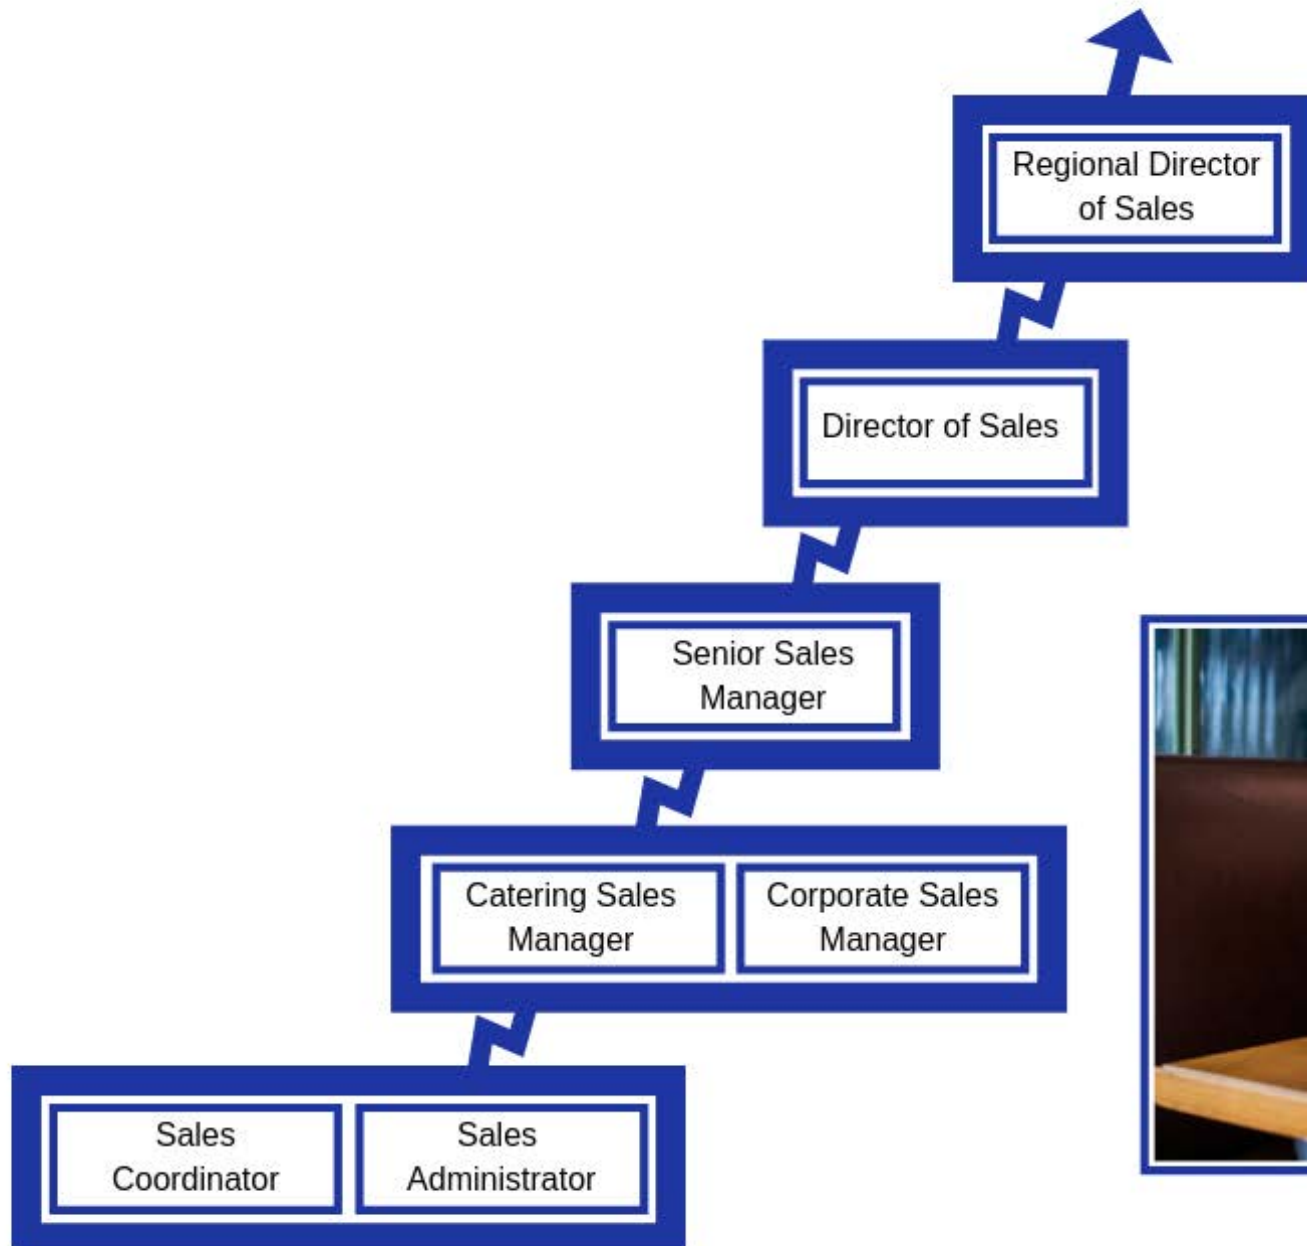 Regional Director
of Sales
Director of Sales
Senior Sales
Manager
Catering Sales
Manager
Corporate Sales
Manager
Sales
Coordinator
Sales
Administrator